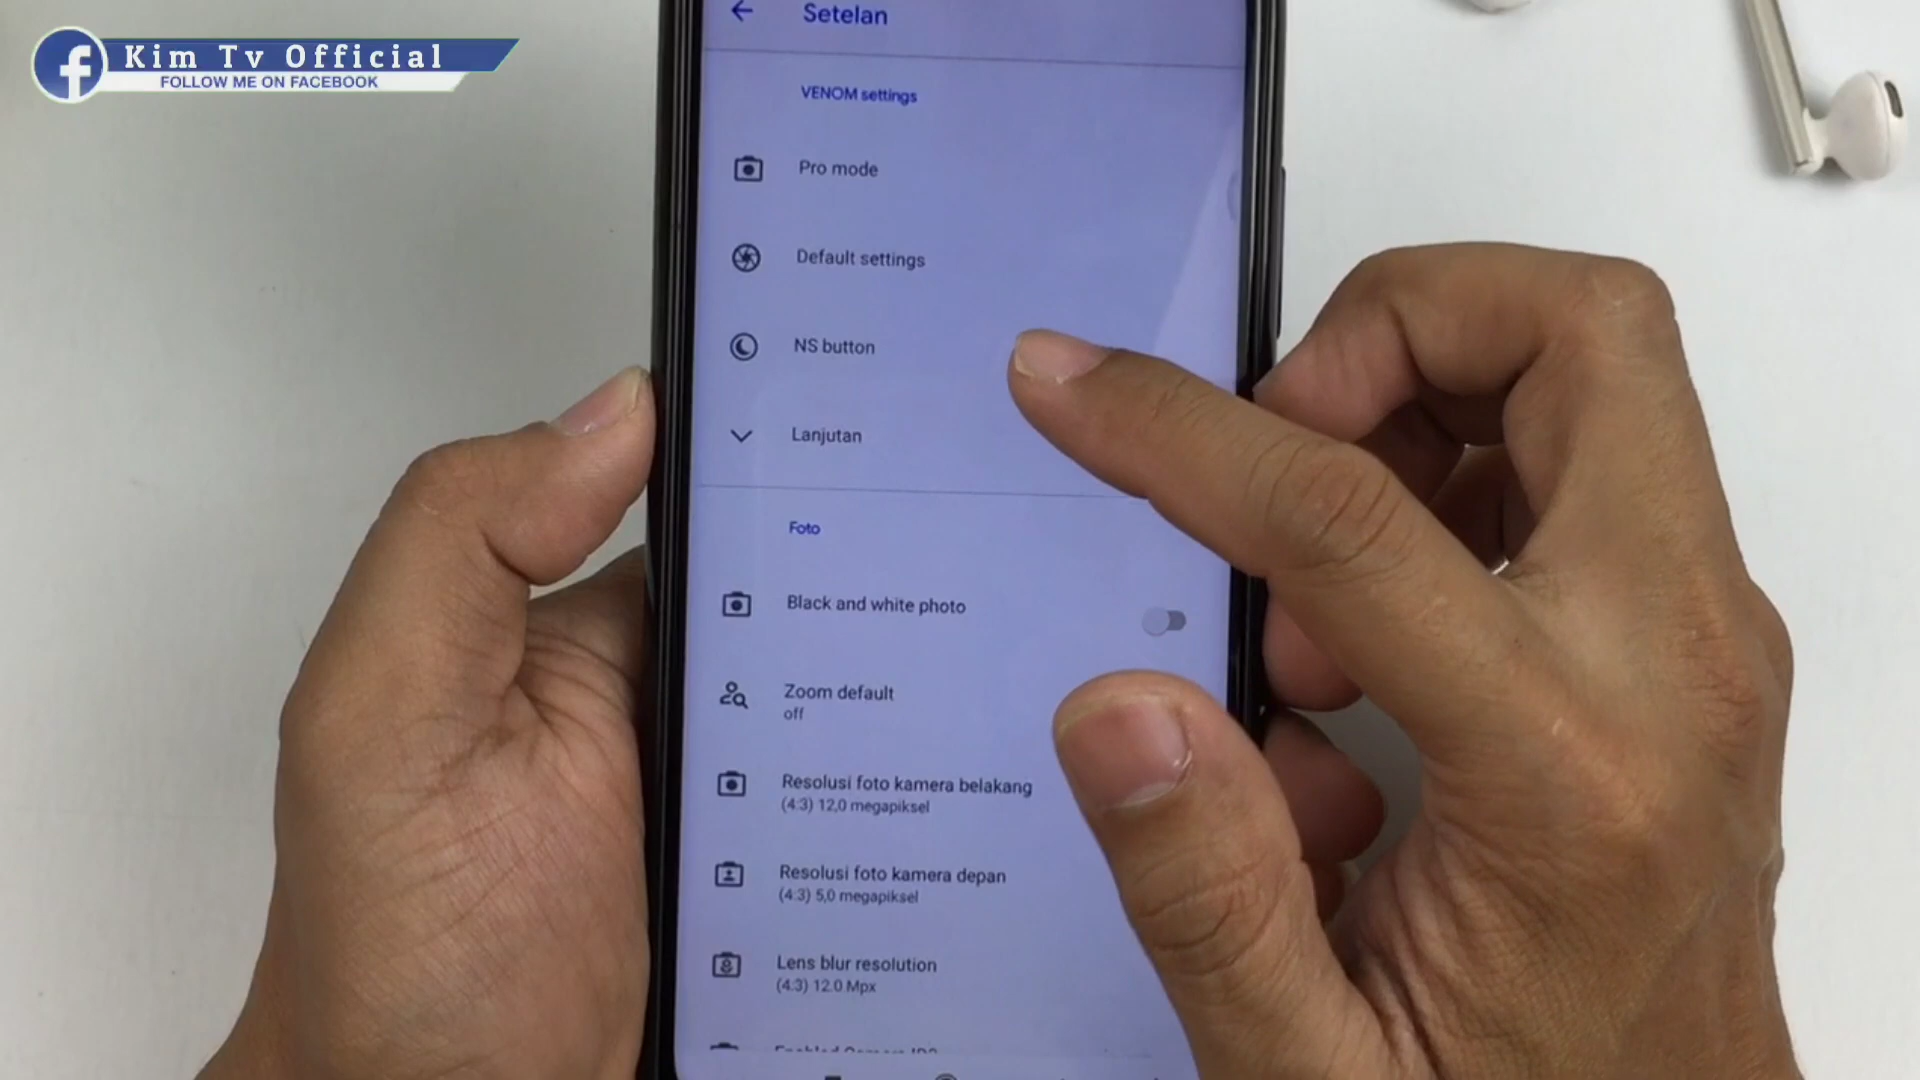 Kim Tv Official
FOLLOW ME ON FACEBOOK
Setelan
VENOM settings
Pro mode
Default settings
NS button
Lanjutan
Foto
Black and white photo
Zoom default
off
Resolusi foto kamera belakang
(4:3) 12,0 megapiksel
Resolusi foto kamera depan
(4:3) 5,0 megapiksel
Lens blur resolution
(4:3) 12.0 Mpx